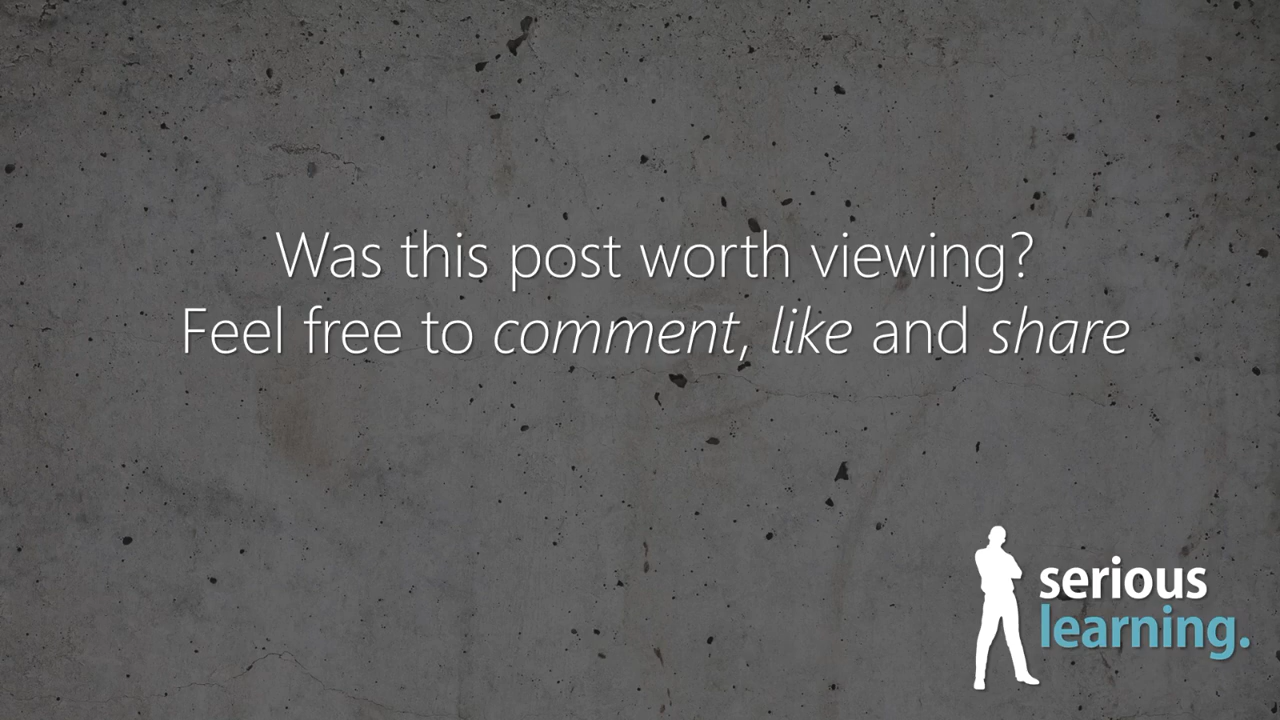 Was this post worth viewing?
Feel free to comment, like and share
serious
learning.